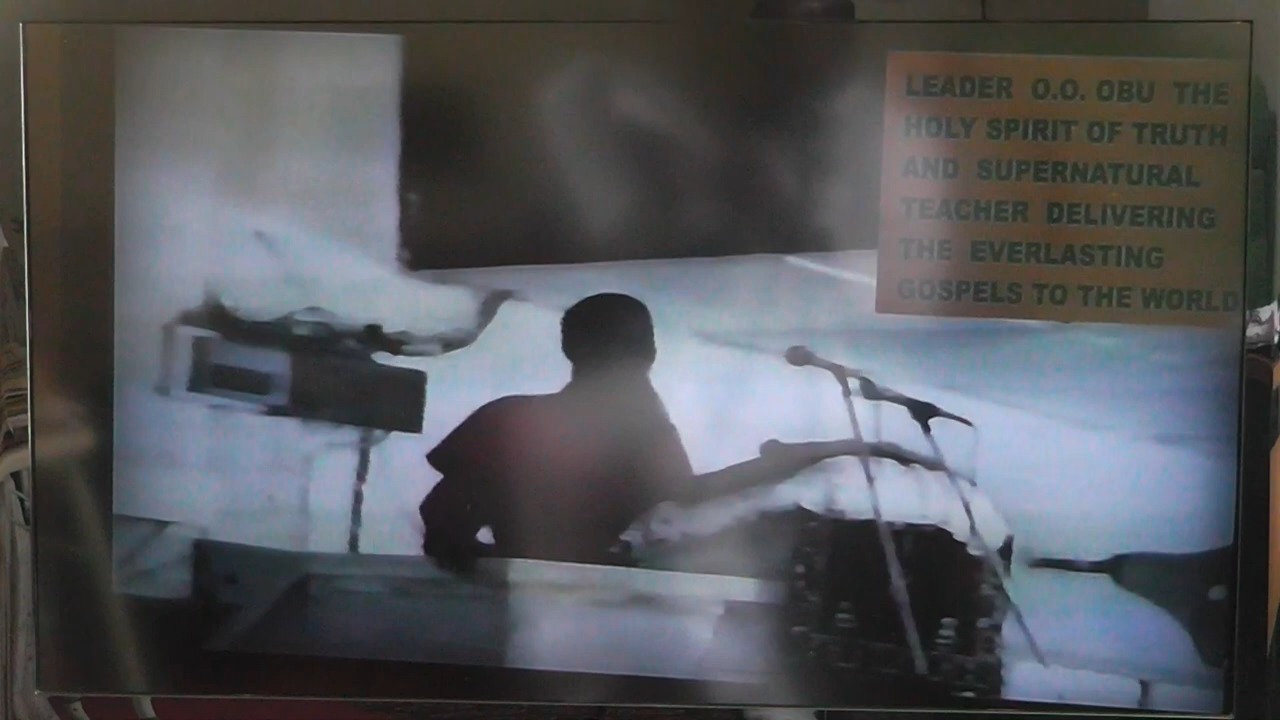 LEADER O.O. OBU THE
HOLY SPIRIT OF TRUTH
AND SUPERNATURAL
TEACHER DELIVERING
THE EVERLASTING
GOSPELS TO THE WORLD